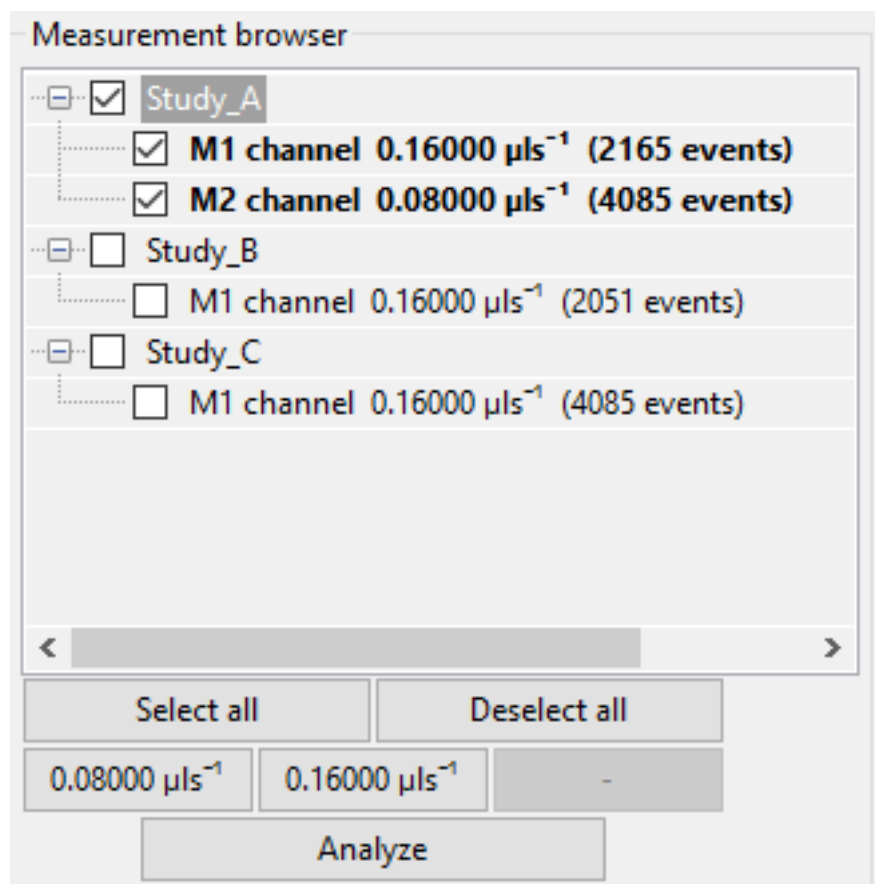 Measurement browser
Study_A
M1 channel 0.16000 µls⁻¹ (2165 events)
M2 channel 0.08000 µls⁻¹ (4085 events)
Study_B
M1 channel 0.16000 µls⁻¹ (2051 events)
Study_C
M1 channel 0.16000 µls⁻¹ (4085 events)
Select all Deselect all
0.08000 µls⁻¹ 0.16000 µls⁻¹ -
Analyze